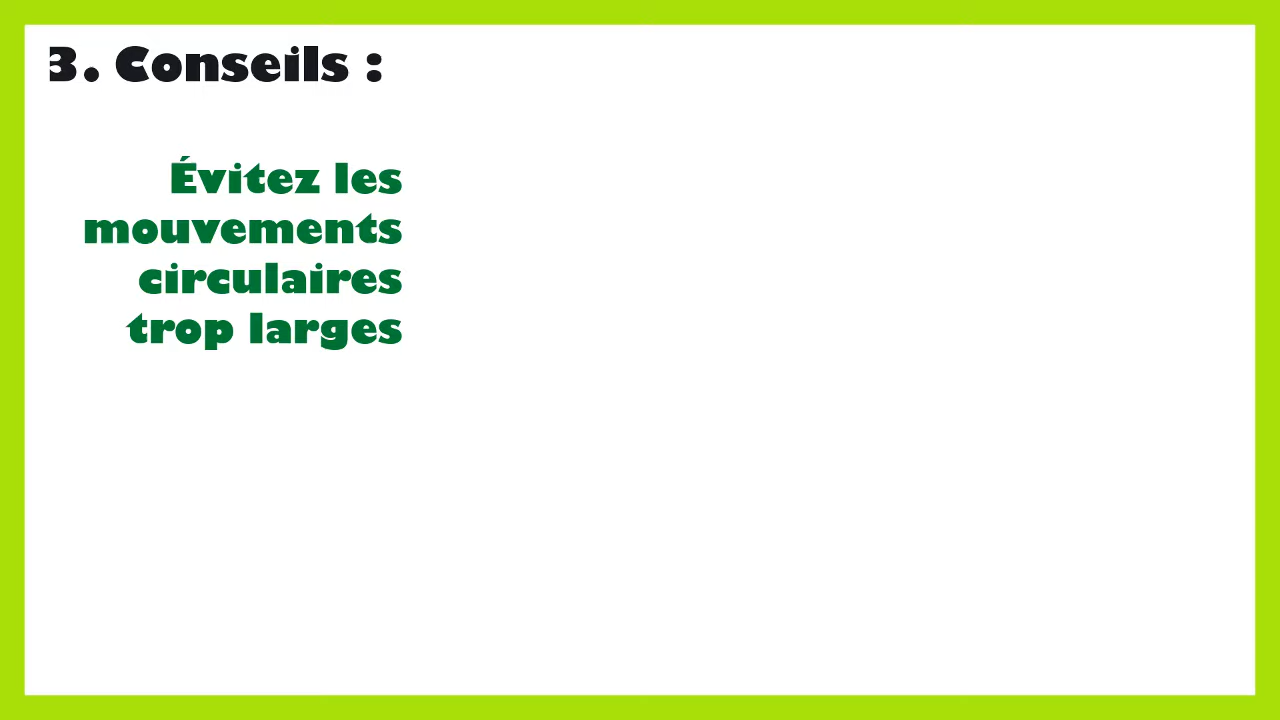 3. Conseils :
Évitez les
mouvements
circulaires
trop larges